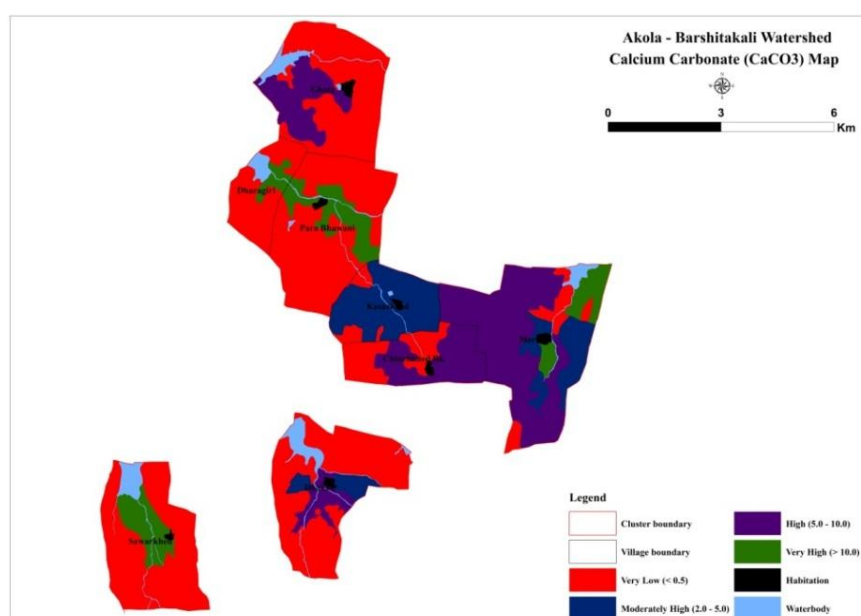 Akola - Barshitakali Watershed
Calcium Carbonate (CaCO3) Map
0 3 6
Km
Dharagiri
Para Bhawani
Legend
Cluster boundary
Village boundary
Very Low (< 0.5)
Moderately High (2.0 - 5.0)
High (5.0 - 10.0)
Very High (> 10.0)
Habitation
Waterbody
Sawarkhed